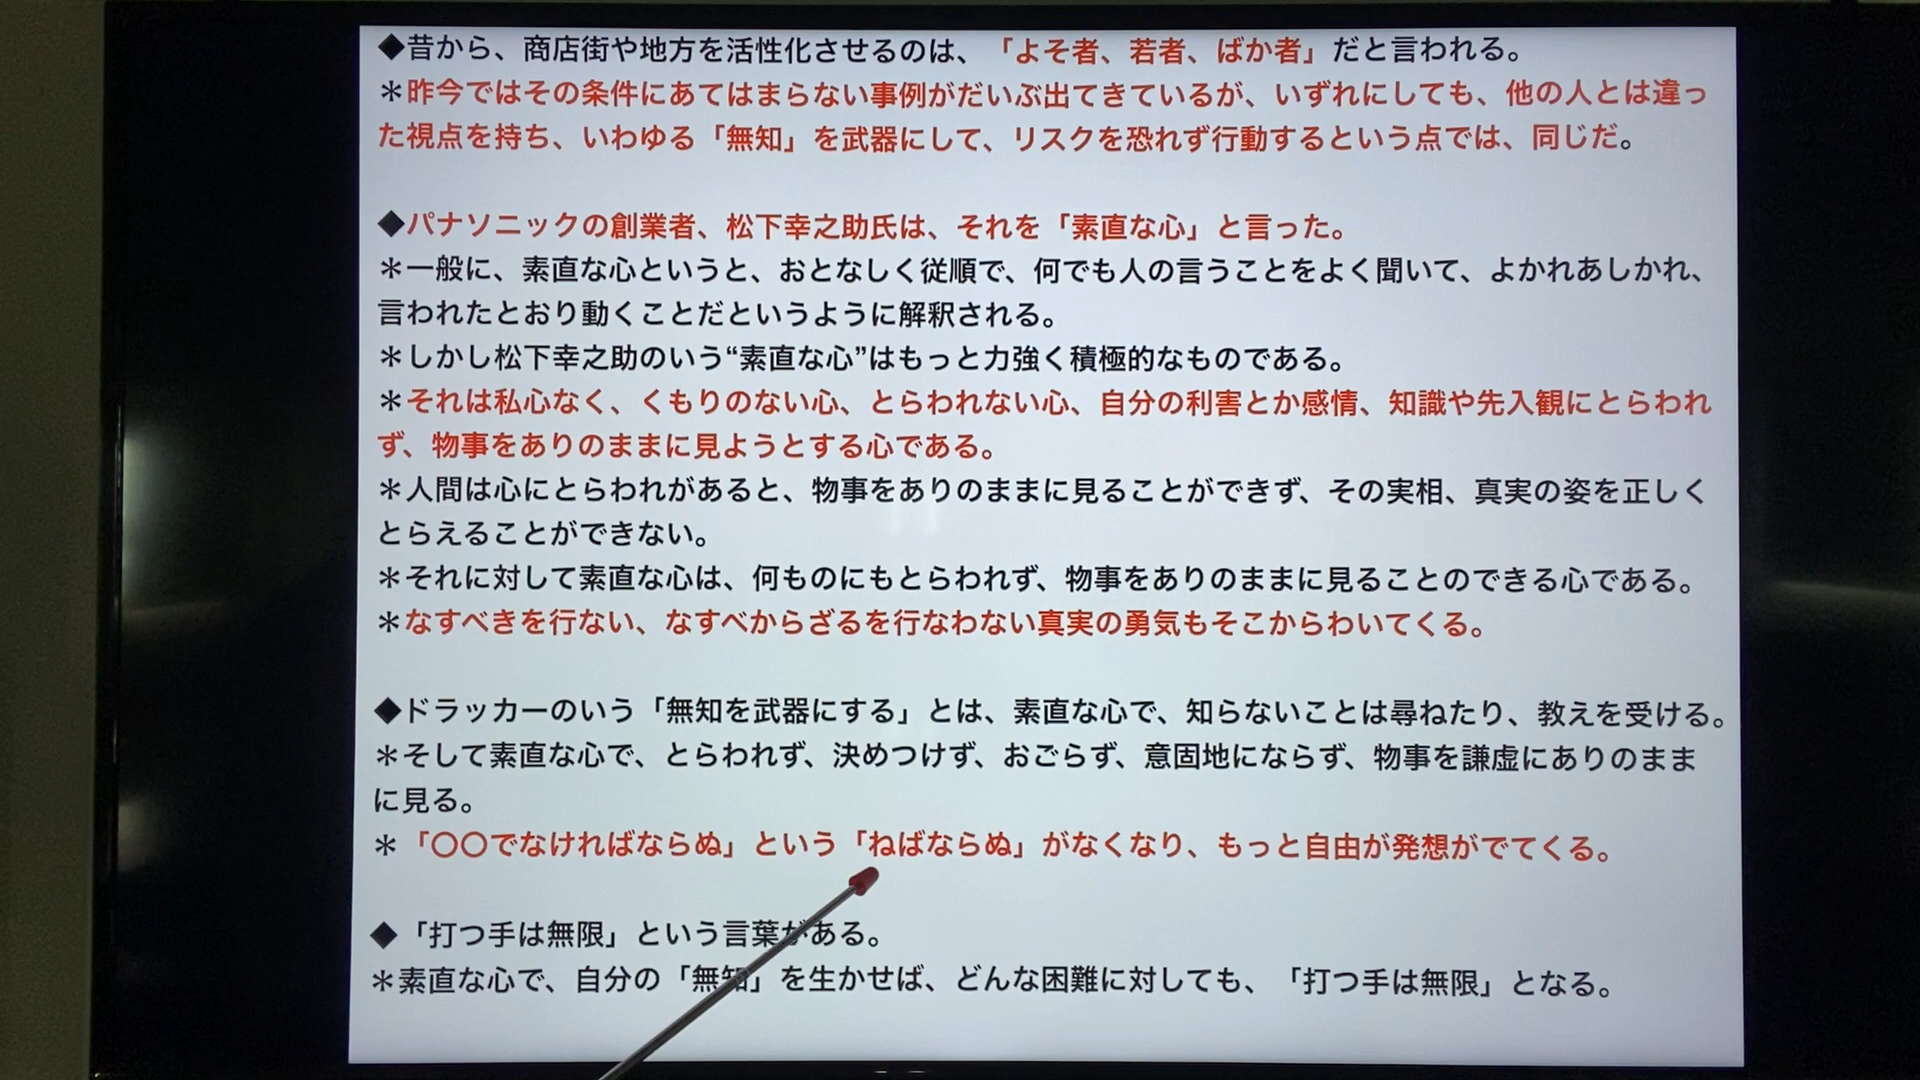 ◆昔から、商店街や地方を活性化させるのは、「よそ者、若者、ばか者」だと言われる。
＊昨今ではその条件にあてはまらない事例がだいぶ出てきているが、いずれにしても、他の人とは違っ
た視点を持ち、いわゆる「無知」を武器にして、リスクを恐れず行動するという点では、同じだ。
◆パナソニックの創業者、松下幸之助氏は、それを「素直な心」と言った。
＊一般に、素直な心というと、おとなしく従順で、何でも人の言うことをよく聞いて、よかれあしかれ、
言われたとおり動くことだというように解釈される。
＊しかし松下幸之助のいう“素直な心”はもっと力強く積極的なものである。
＊それは私心なく、くもりのない心、とらわれない心、自分の利害とか感情、知識や先入観にとらわれ
ず、物事をありのままに見ようとする心である。
＊人間は心にとらわれがあると、物事をありのままに見ることができず、その実相、真実の姿を正しく
とらえることができない。
＊それに対して素直な心は、何ものにもとらわれず、物事をありのままに見ることのできる心である。
＊なすべきを行ない、なすべからざるを行なわない真実の勇気もそこからわいてくる。
◆ドラッカーのいう「無知を武器にする」とは、素直な心で、知らないことは尋ねたり、教えを受ける。
＊そして素直な心で、とらわれず、決めつけず、おごらず、意固地にならず、物事を謙虚にありのまま
に見る。
＊「〇〇でなければならぬ」という「ねばならぬ」がなくなり、もっと自由が発想がでてくる。
◆「打つ手は無限」という言葉がある。
＊素直な心で、自分の「無知」を生かせば、どんな困難に対しても、「打つ手は無限」となる。